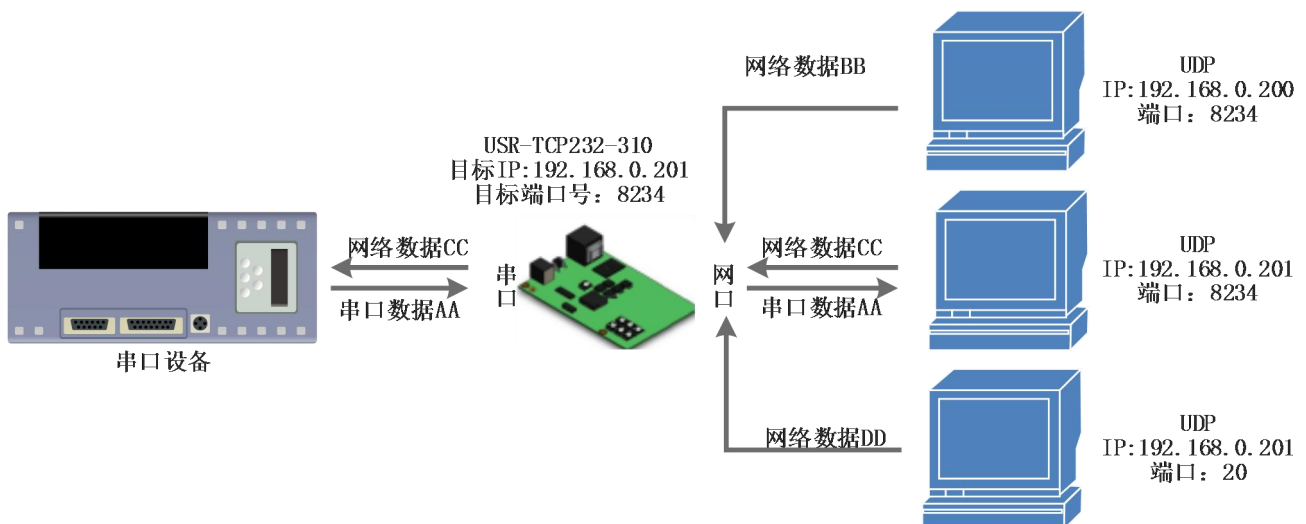 网络数据BB
UDP
IP:192.168.0.200
端口：8234
USR-TCP232-310
目标IP:192.168.0.201
目标端口号：8234
网络数据CC
串口数据AA
串口
网口
网络数据CC
串口数据AA
UDP
IP:192.168.0.201
端口：8234
串口设备
网络数据DD
UDP
IP:192.168.0.201
端口：20